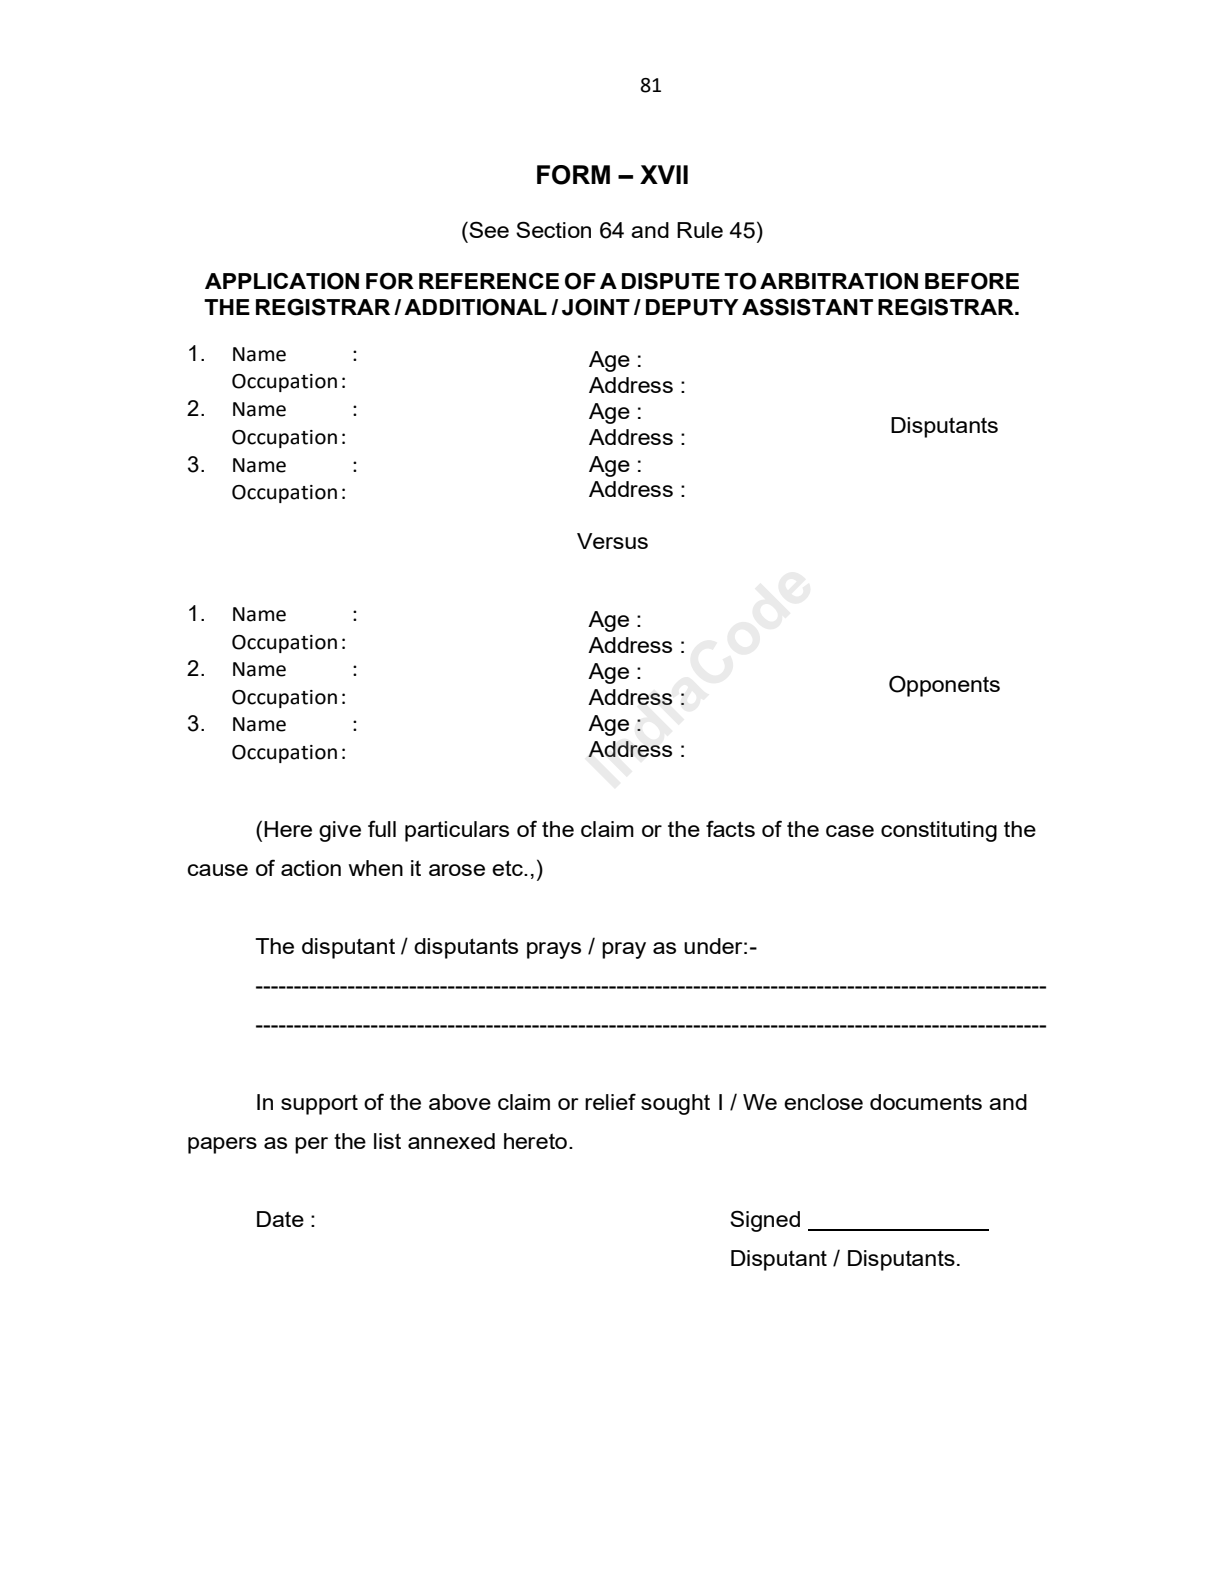 81
FORM – XVII
(See Section 64 and Rule 45)
APPLICATION FOR REFERENCE OF A DISPUTE TO ARBITRATION BEFORE
THE REGISTRAR / ADDITIONAL / JOINT / DEPUTY ASSISTANT REGISTRAR.
1. Name : Age :
Occupation : Address :
2. Name : Age :
Disputants
Occupation : Address :
3. Name : Age :
Occupation : Address :
Versus
1. Name : Age :
Occupation : Address :
2. Name : Age :
Opponents
Occupation : Address :
3. Name : Age :
Occupation : Address :
IndiaCode
(Here give full particulars of the claim or the facts of the case constituting the
cause of action when it arose etc.,)
The disputant / disputants prays / pray as under:-
-------------------------------------------------------------------------------------------------------
-------------------------------------------------------------------------------------------------------
In support of the above claim or relief sought I / We enclose documents and
papers as per the list annexed hereto.
Date : Signed _______________
Disputant / Disputants.